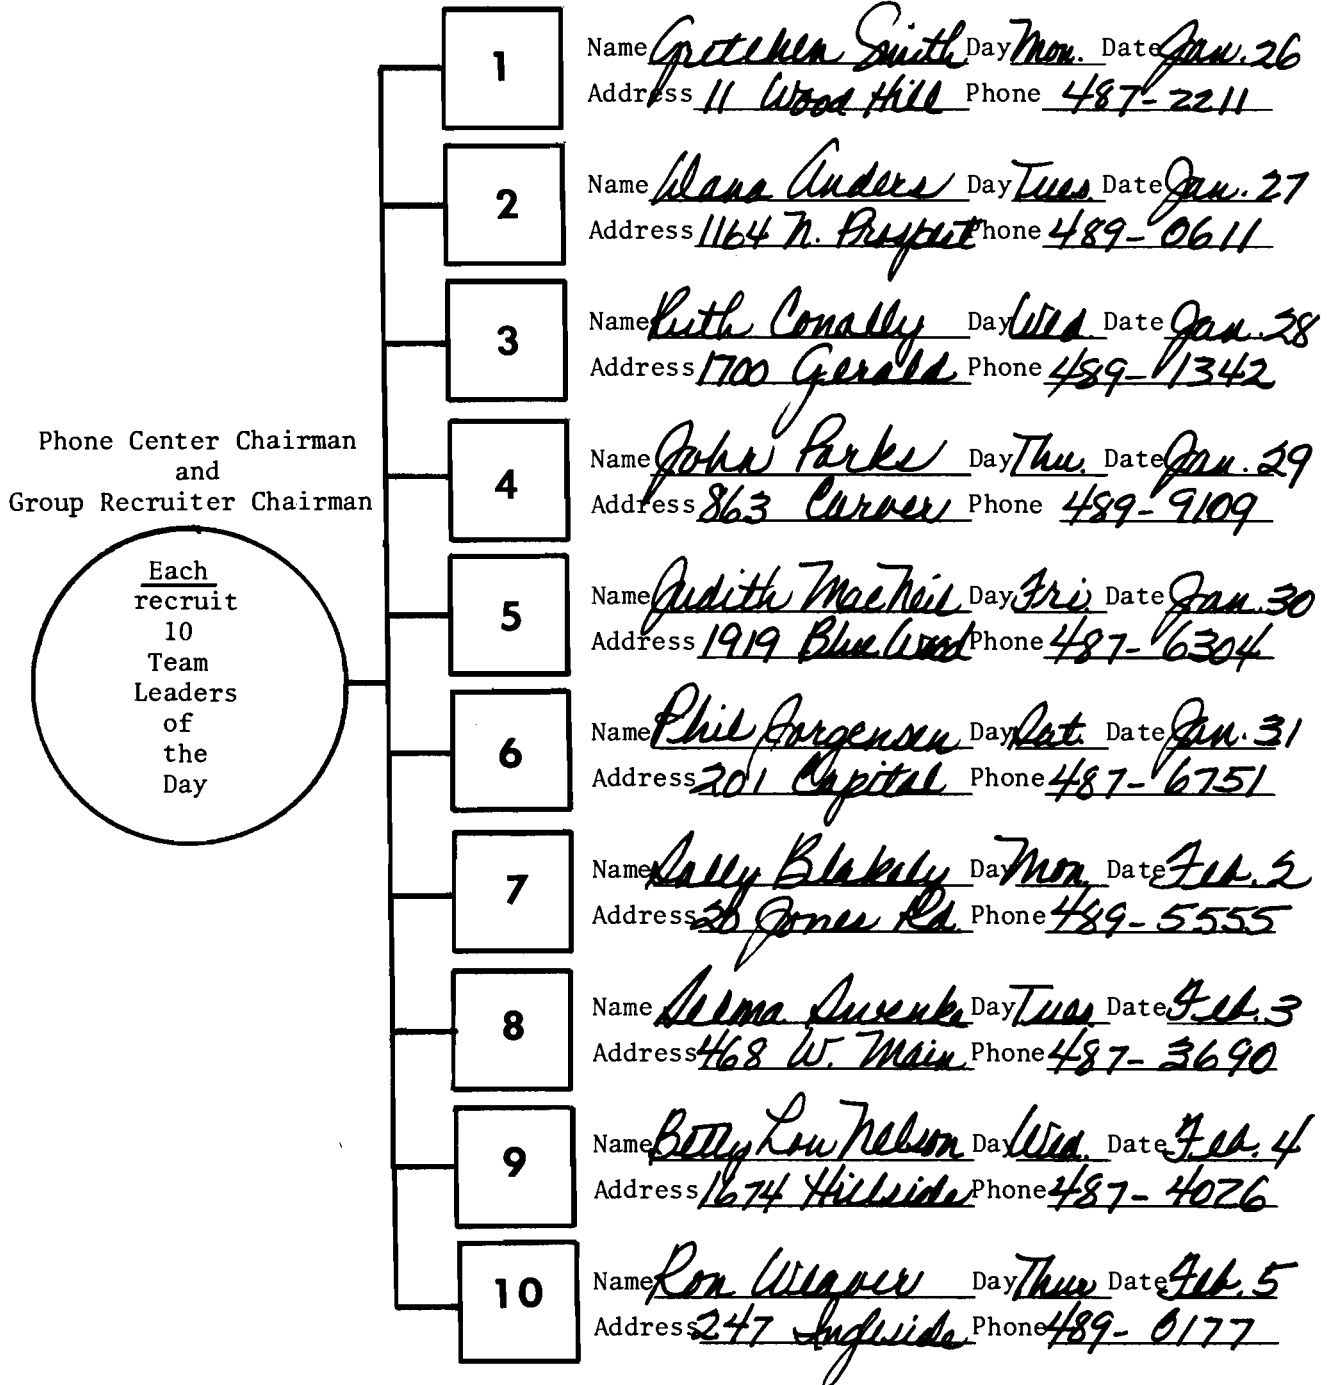 1
Name Gretchen Smith Day Mon. Date Jan. 26
Address 11 Wood Hill Phone 487-2211
2
Name Dana Anders Day Tues. Date Jan. 27
Address 1164 N. Prospect Phone 489-0611
3
Name Ruth Conally Day Wed. Date Jan. 28
Address 1700 Gerald Phone 489-1342
Phone Center Chairman
and
Group Recruiter Chairman
Each
recruit
10
Team
Leaders
of
the
Day
4
Name John Parks Day Thu. Date Jan. 29
Address 863 Carver Phone 489-9109
5
Name Judith MacNeil Day Fri. Date Jan. 30
Address 1919 Blue Wood Phone 487-6304
6
Name Phil Jorgensen Day Sat. Date Jan. 31
Address 201 Capital Phone 487-6751
7
Name Sally Blakely Day Mon. Date Feb. 2
Address 20 Jones Rd. Phone 489-5555
8
Name Selma Day Tues. Date Feb. 3
Address 468 W. Main Phone 487-3690
9
Name Betty Lou Nelson Day Wed. Date Feb. 4
Address 1674 Hillside Phone 487-4026
10
Name Ron Weaver Day Thur Date Feb. 5
Address 247 Ingleside Phone 489-0177